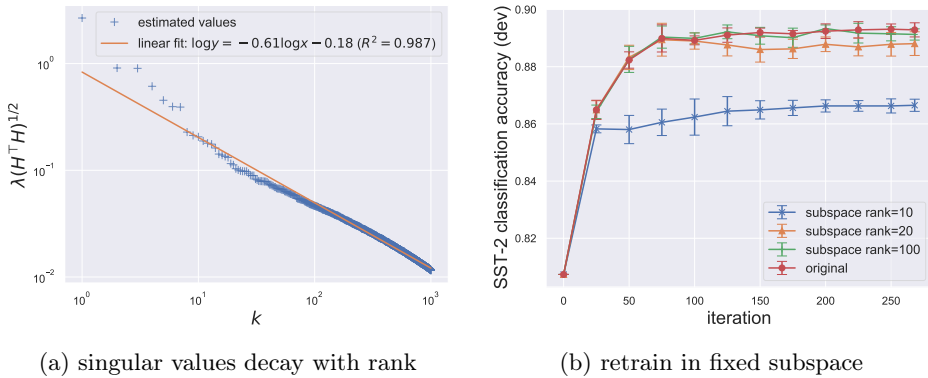 estimated values
linear fit: logy = −0.61logx − 0.18 (R² = 0.987)
10⁰
10⁻¹
10⁻²
λ(H⊤H)^1/2
10⁰
10¹
10²
10³
k
(a) singular values decay with rank
SST-2 classification accuracy (dev)
0.90
0.88
0.86
0.84
0.82
subspace rank=10
subspace rank=20
subspace rank=100
original
0
50
100
150
200
250
iteration
(b) retrain in fixed subspace